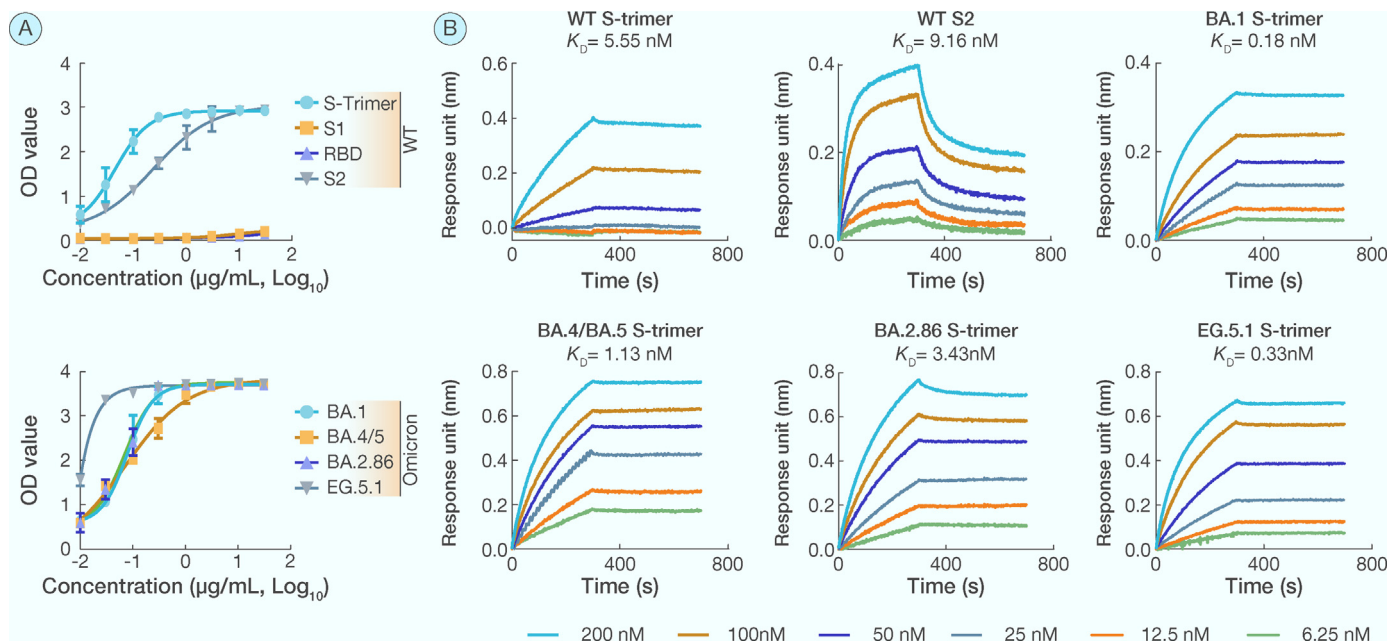 A
4
3
2
1
0
-2
-1
0
1
2
OD value
Concentration (µg/mL, Log10)
S-Trimer
S1
RBD
S2
WT
4
3
2
1
0
-2
-1
0
1
2
OD value
Concentration (µg/mL, Log10)
BA.1
BA.4/5
BA.2.86
EG.5.1
Omicron
B
WT S-trimer
KD= 5.55 nM
Response unit (nm)
0.6
0.4
0.2
0.0
0
400
800
Time (s)
WT S2
KD= 9.16 nM
Response unit (nm)
0.4
0.2
0.0
0
400
800
Time (s)
BA.1 S-trimer
KD= 0.18 nM
Response unit (nm)
0.4
0.2
0.0
0
400
800
Time (s)
BA.4/BA.5 S-trimer
KD= 1.13 nM
Response unit (nm)
0.8
0.6
0.4
0.2
0.0
0
400
800
Time (s)
BA.2.86 S-trimer
KD= 3.43nM
Response unit (nm)
0.8
0.6
0.4
0.2
0.0
0
400
800
Time (s)
EG.5.1 S-trimer
KD= 0.33nM
Response unit (nm)
0.8
0.6
0.4
0.2
0.0
0
400
800
Time (s)
200 nM
100nM
50 nM
25 nM
12.5 nM
6.25 nM